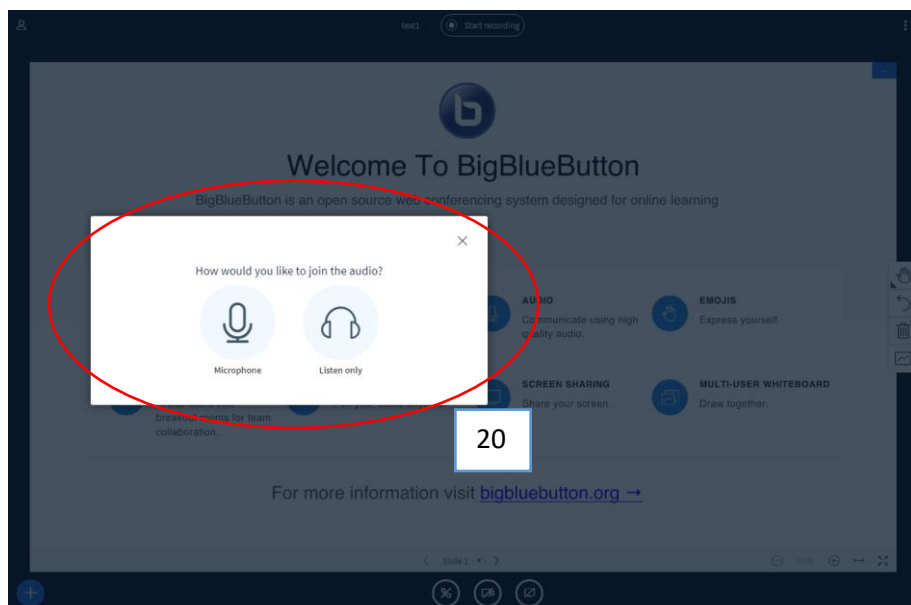 test1
Start recording
Welcome To BigBlueButton
BigBlueButton is an open source web conferencing system designed for online learning
How would you like to join the audio?
Microphone
Listen only
AUDIO
Communicate using high
quality audio.
EMOJIS
Express yourself.
breakout rooms for team
collaboration.
SCREEN SHARING
Share your screen.
MULTI-USER WHITEBOARD
Draw together.
20
For more information visit bigbluebutton.org →
Slide 1